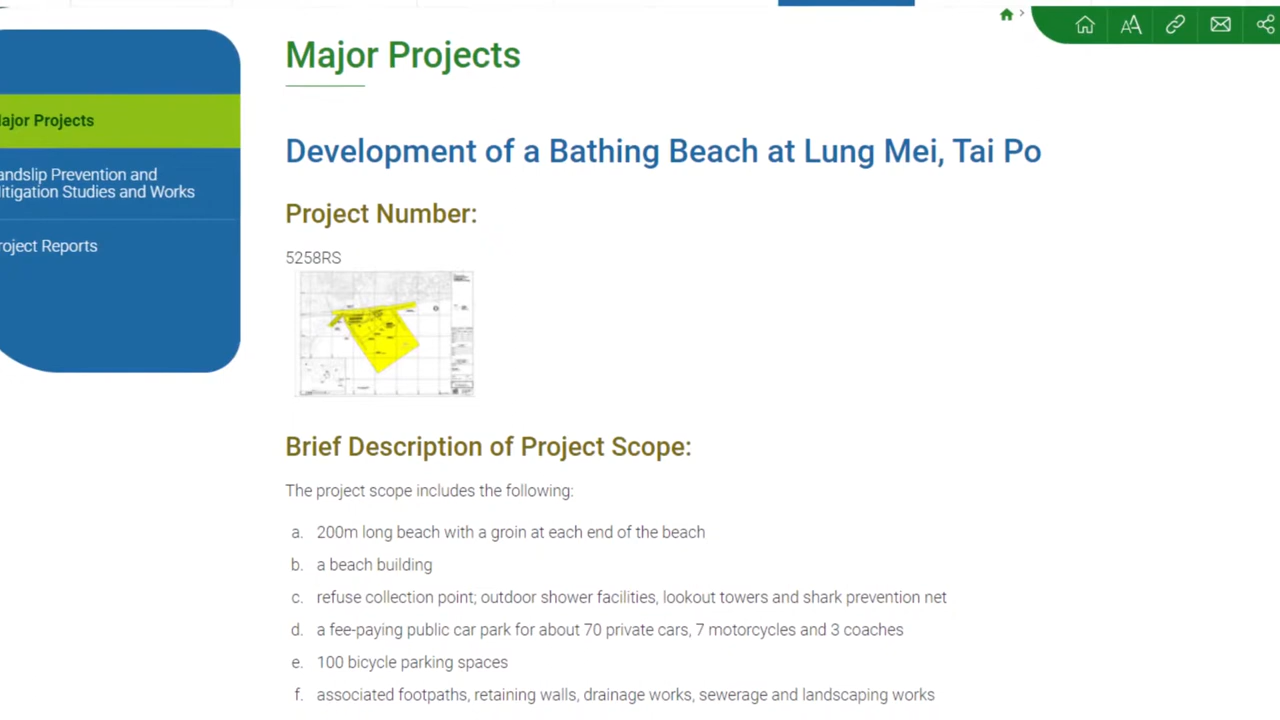 Major Projects
ajor Projects
andslip Prevention and
itigation Studies and Works
roject Reports
Development of a Bathing Beach at Lung Mei, Tai Po
Project Number:
5258RS
Brief Description of Project Scope:
The project scope includes the following:
a. 200m long beach with a groin at each end of the beach
b. a beach building
c. refuse collection point; outdoor shower facilities, lookout towers and shark prevention net
d. a fee-paying public car park for about 70 private cars, 7 motorcycles and 3 coaches
e. 100 bicycle parking spaces
f. associated footpaths, retaining walls, drainage works, sewerage and landscaping works